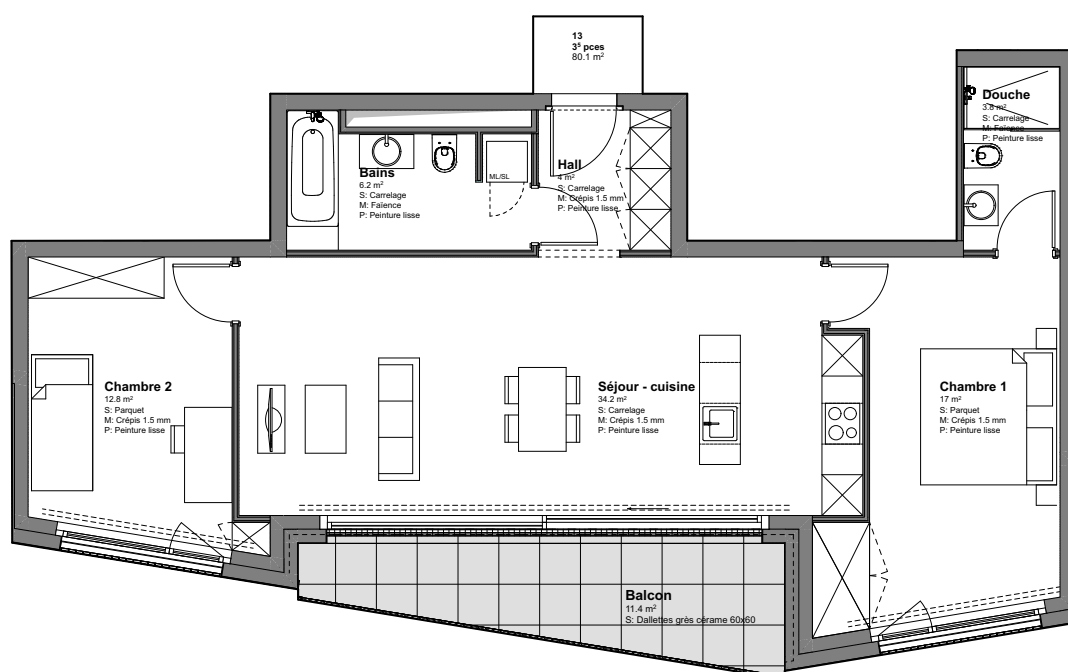 13
3⁵ pces
80.1 m²
Douche
3.8 m²
S: Carrelage
M: Faïence
P: Peinture lisse
Bains
6.2 m²
S: Carrelage
M: Faïence
P: Peinture lisse
ML/SL
Hall
4 m²
S: Carrelage
M: Crépis 1.5 mm
P: Peinture lisse
Chambre 2
12.8 m²
S: Parquet
M: Crépis 1.5 mm
P: Peinture lisse
Séjour - cuisine
34.2 m²
S: Carrelage
M: Crépis 1.5 mm
P: Peinture lisse
Chambre 1
17 m²
S: Parquet
M: Crépis 1.5 mm
P: Peinture lisse
Balcon
11.4 m²
S: Dallettes grès cérame 60x60